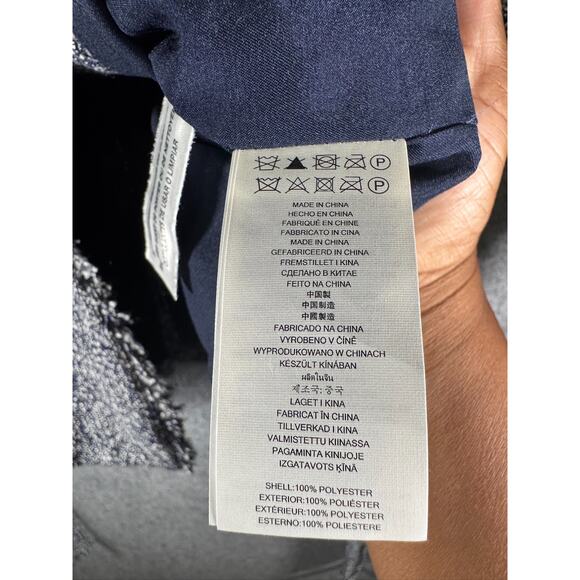 P
P
MADE IN CHINA
HECHO EN CHINA
FABRIQUÉ EN CHINE
FABBRICATO IN CINA
MADE IN CHINA
GEFABRICEERD IN CHINA
FREMSTILLET I KINA
СДЕЛАНО В КИТАЕ
FEITO NA CHINA
中国製
中国制造
中國製造
FABRICADO NA CHINA
VYROBENO V ČÍNĚ
WYPRODUKOWANO W CHINACH
KÉSZÜLT KÍNÁBAN
ผลิตในจีน
제조국: 중국
LAGET I KINA
FABRICAT ÎN CHINA
TILLVERKAD I KINA
VALMISTETTU KIINASSA
PAGAMINTA KINIJOJE
IZGATAVOTS ĶĪNĀ
SHELL:100% POLYESTER
EXTERIOR:100% POLIÉSTER
EXTÉRIEUR:100% POLYESTER
ESTERNO:100% POLIESTERE
USAR O LIMPIAR